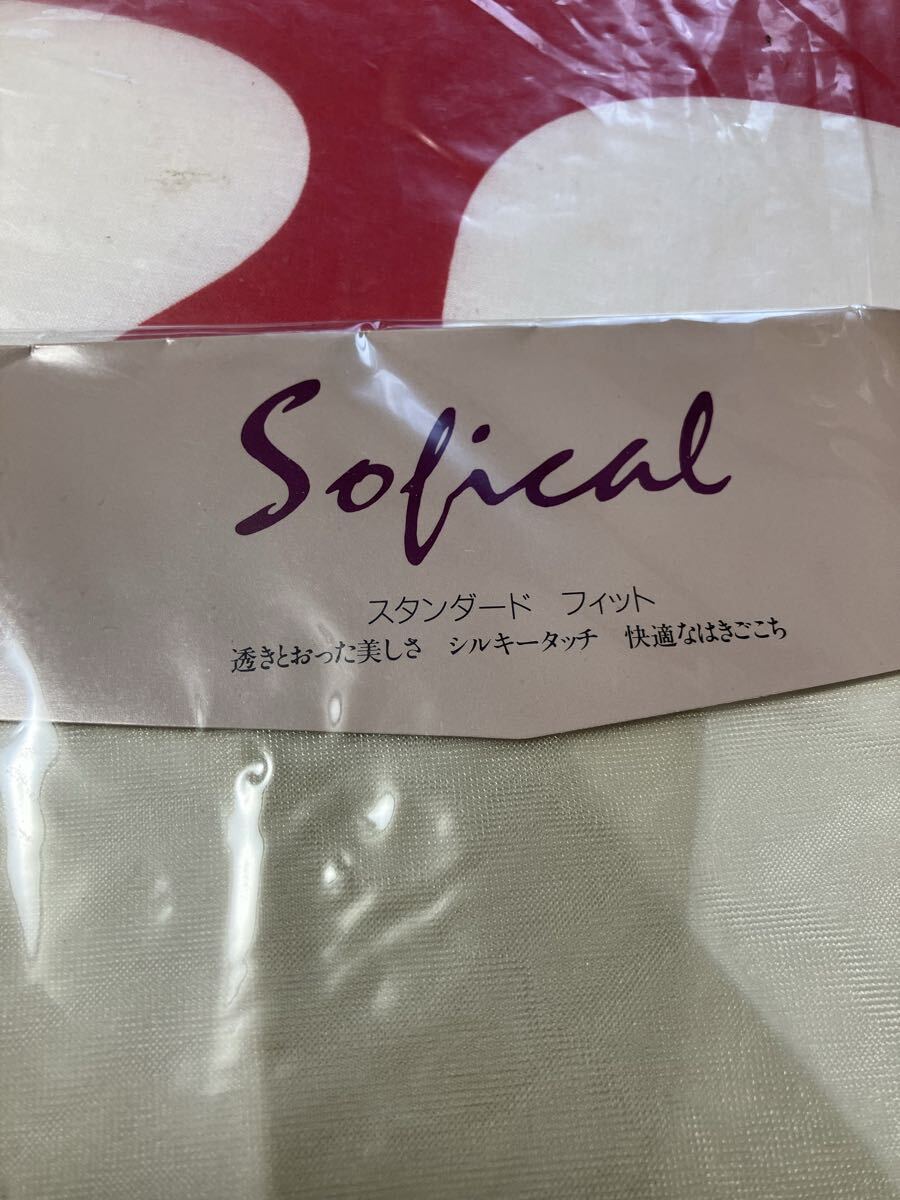 Sofical
スタンダード フィット
透きとおった美しさ シルキータッチ 快適なはきごこち